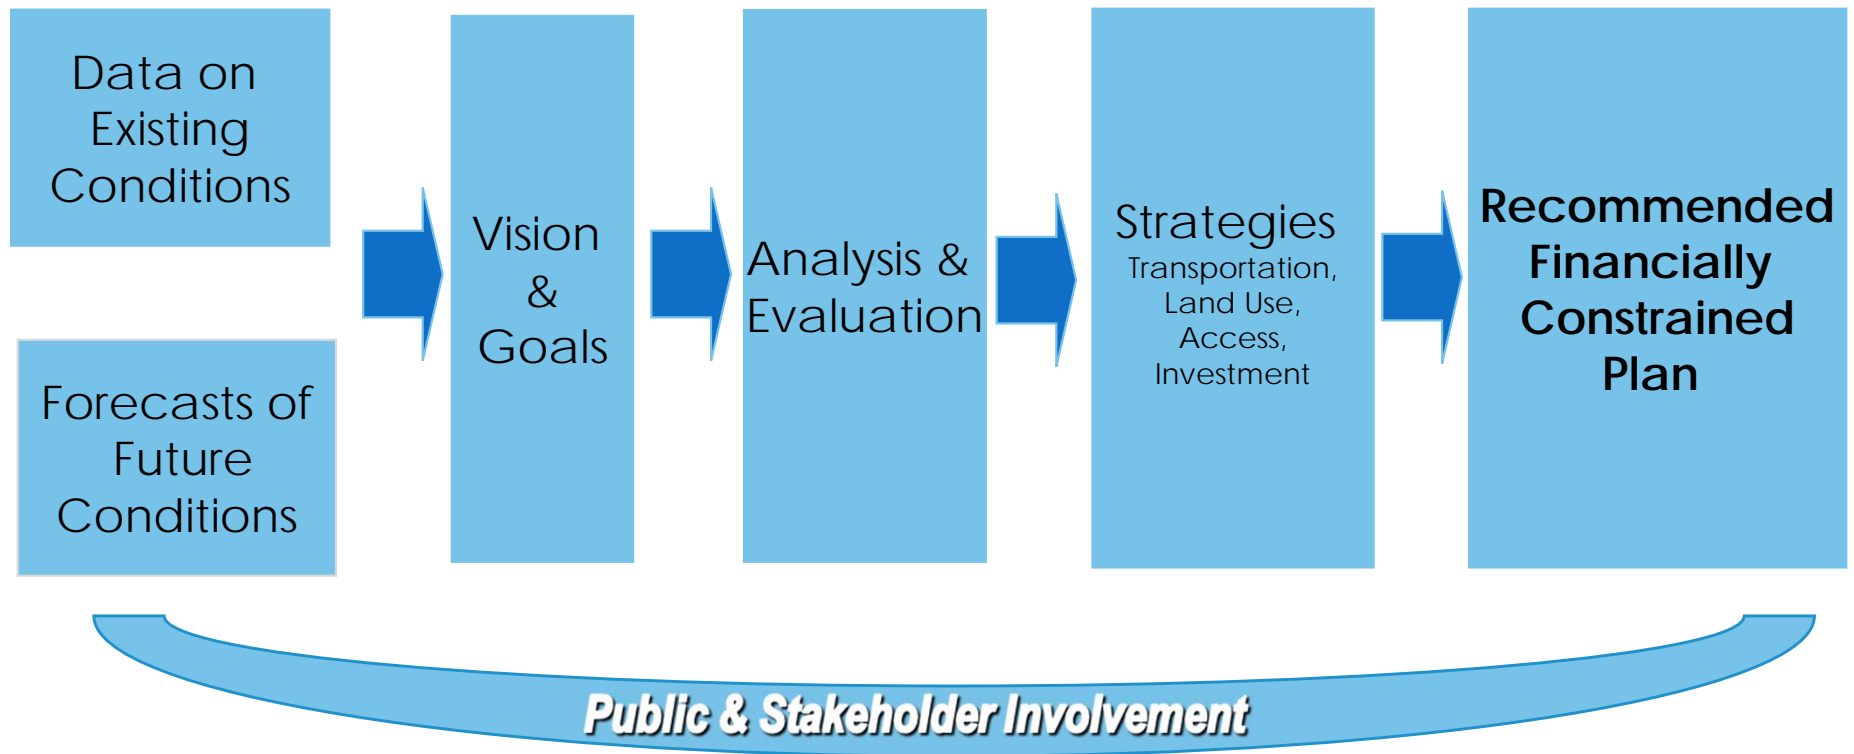 Data on
Existing
Conditions
Forecasts of
Future
Conditions
Vision
&
Goals
Analysis &
Evaluation
Strategies
Transportation,
Land Use,
Access,
Investment
Recommended
Financially
Constrained
Plan
Public & Stakeholder Involvement